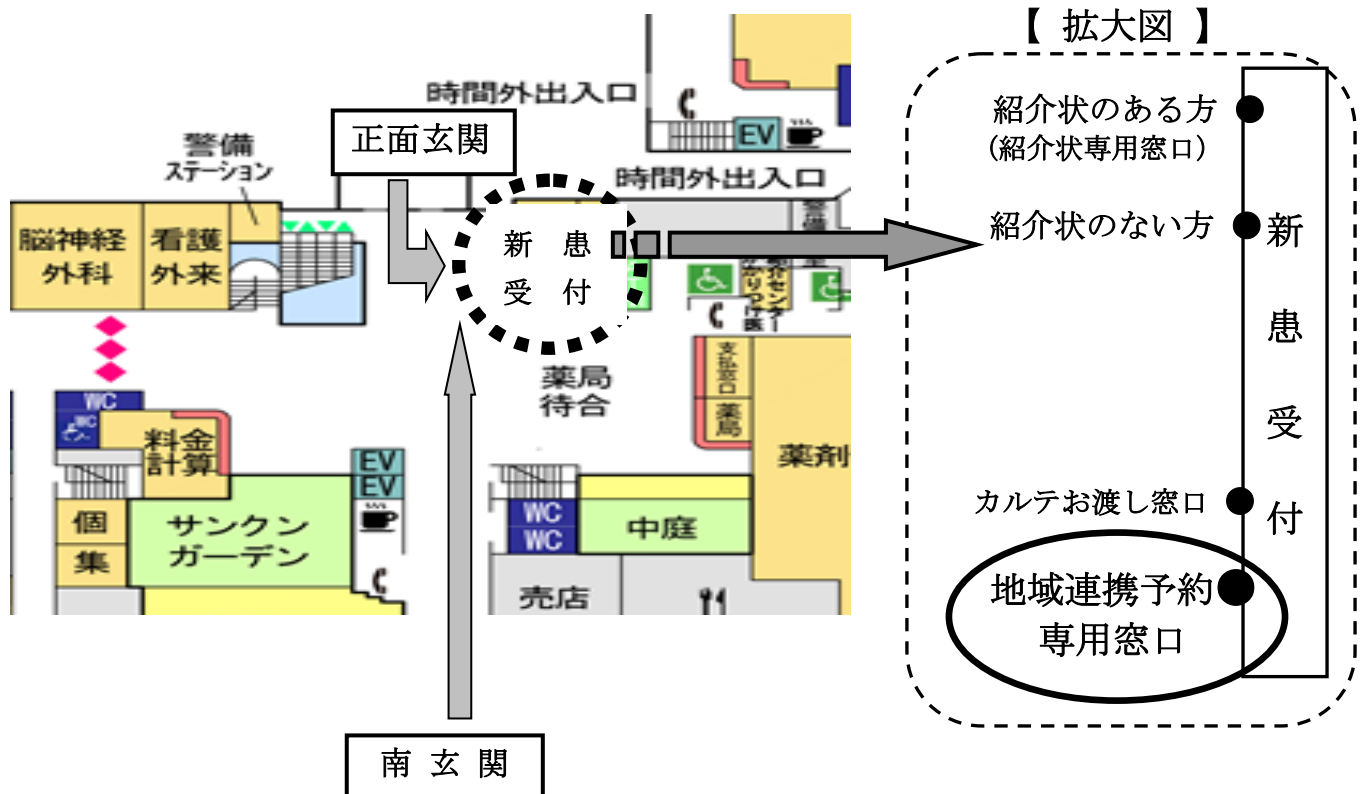 【 拡大図 】
時間外出入口
正面玄関
警備
ステーション
EV
時間外出入口
脳神経
外科
看護
外来
新 患
受 付
薬局
待合
支払窓口
薬局
薬剤
WC
WC
料金
計算
EV
EV
個
集
サンクン
ガーデン
WC
WC
中庭
売店
南 玄 関
紹介状のある方
(紹介状専用窓口)
紹介状のない方
カルテお渡し窓口
地域連携予約
専用窓口
新患受付